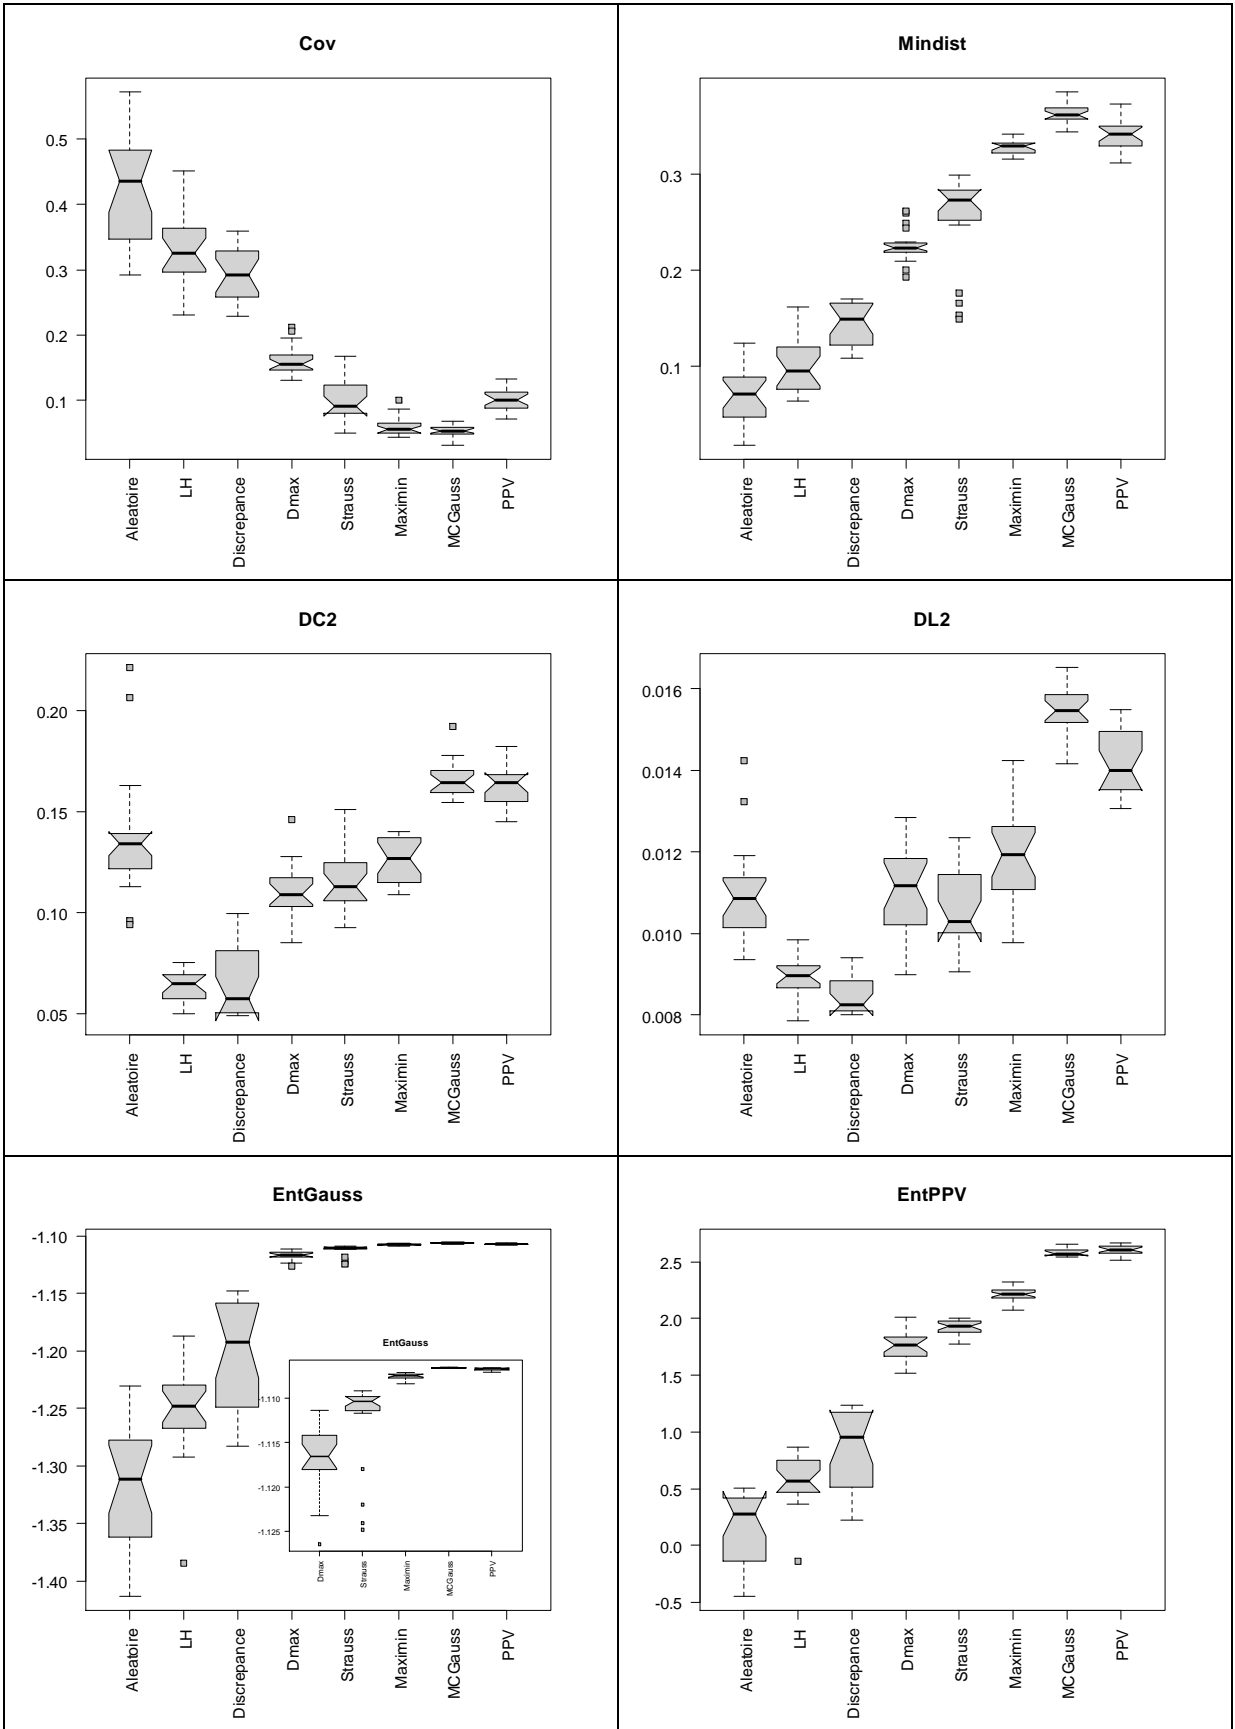 Cov
0.5
0.4
0.3
0.2
0.1
Aleatoire
LH
Discrepance
Dmax
Strauss
Maximin
MCGauss
PPV
Mindist
0.3
0.2
0.1
Aleatoire
LH
Discrepance
Dmax
Strauss
Maximin
MCGauss
PPV
DC2
0.20
0.15
0.10
0.05
Aleatoire
LH
Discrepance
Dmax
Strauss
Maximin
MCGauss
PPV
DL2
0.016
0.014
0.012
0.010
0.008
Aleatoire
LH
Discrepance
Dmax
Strauss
Maximin
MCGauss
PPV
EntGauss
-1.10
-1.15
-1.20
-1.25
-1.30
-1.35
-1.40
EntGauss
-1.110
-1.115
-1.120
-1.125
Dmax
Strauss
Maximin
MCGauss
PPV
Aleatoire
LH
Discrepance
Dmax
Strauss
Maximin
MCGauss
PPV
EntPPV
2.5
2.0
1.5
1.0
0.5
0.0
-0.5
Aleatoire
LH
Discrepance
Dmax
Strauss
Maximin
MCGauss
PPV